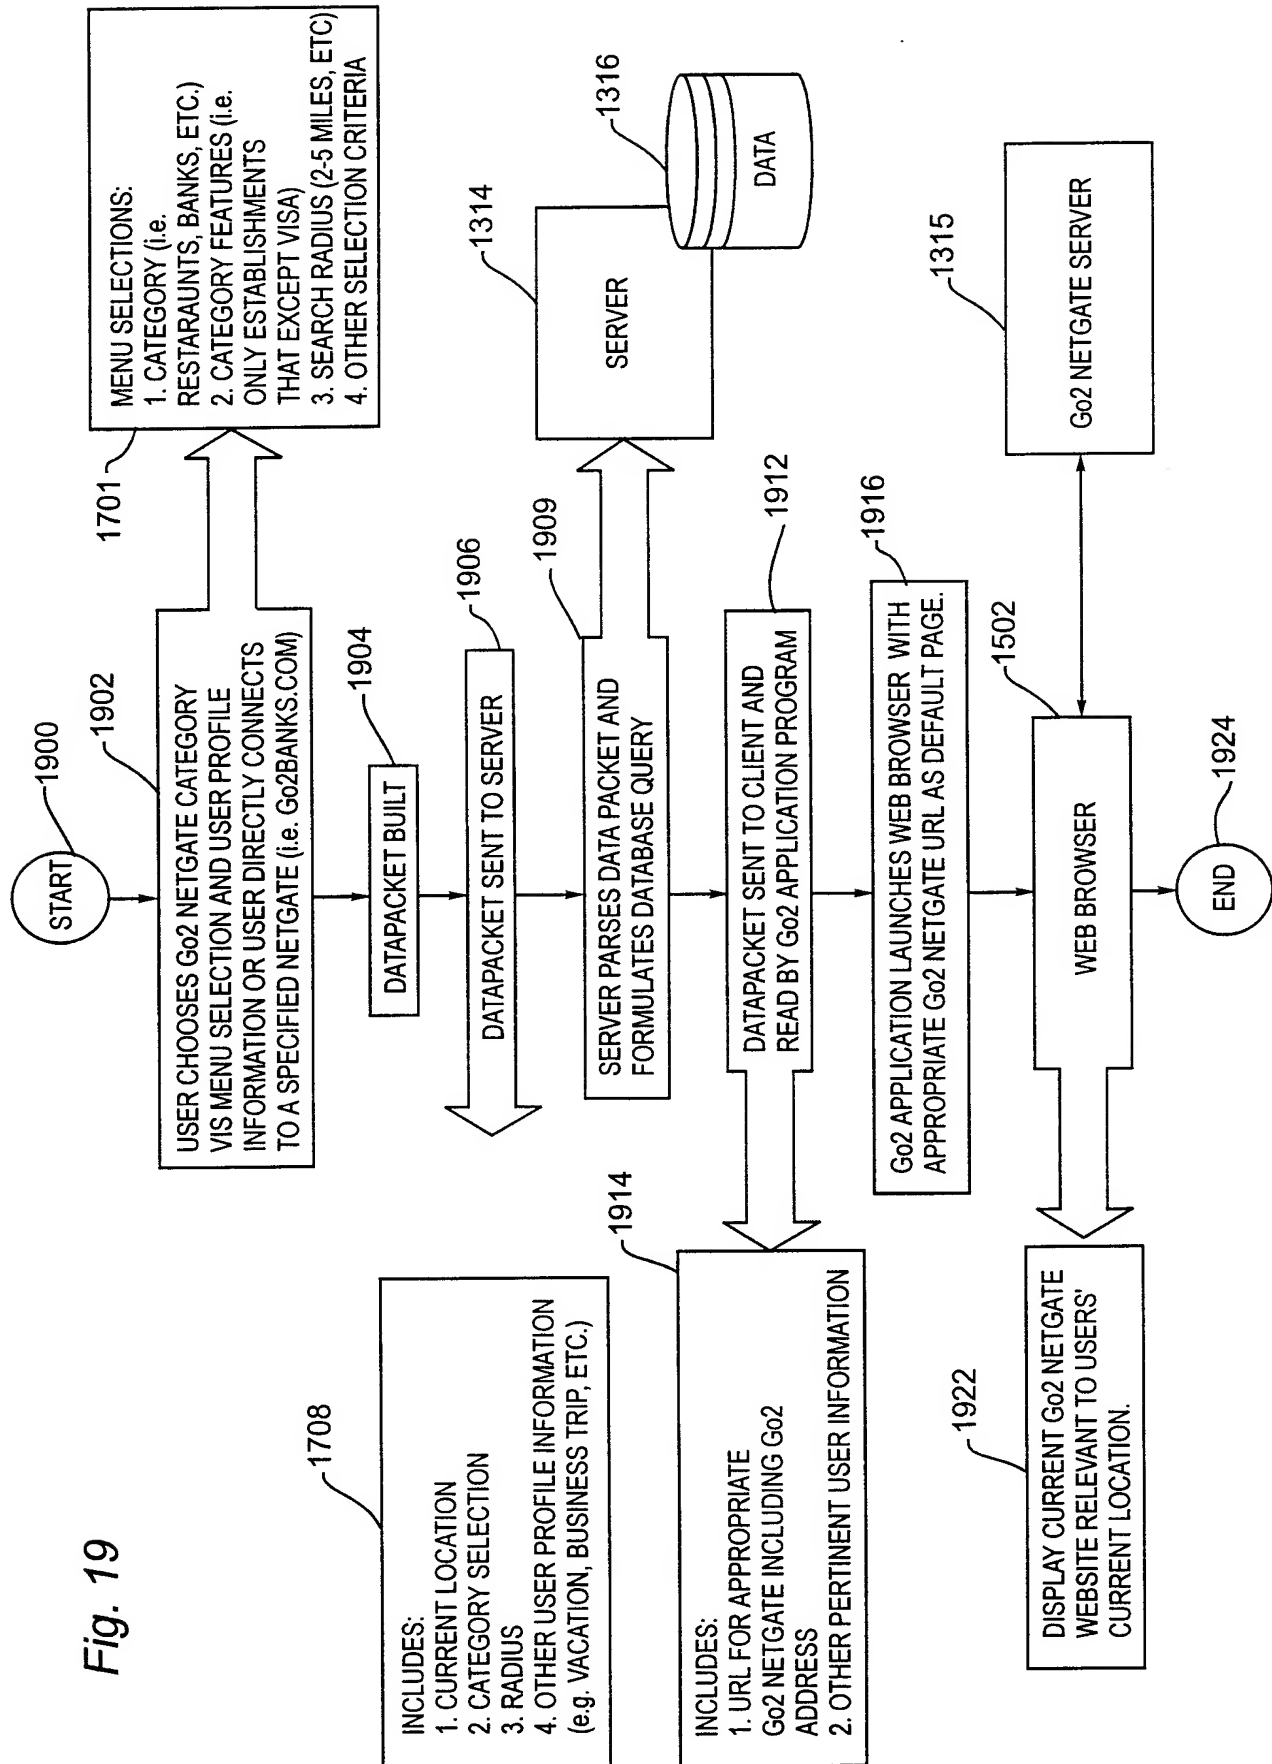 Fig. 19
START
1900
USER CHOOSES Go2 NETGATE CATEGORY
VIS MENU SELECTION AND USER PROFILE
INFORMATION OR USER DIRECTLY CONNECTS
TO A SPECIFIED NETGATE (i.e. Go2BANKS.COM)
1902
MENU SELECTIONS:
1. CATEGORY (i.e.
RESTARAUNTS, BANKS, ETC.)
2. CATEGORY FEATURES (i.e.
ONLY ESTABLISHMENTS
THAT EXCEPT VISA)
3. SEARCH RADIUS (2-5 MILES, ETC)
4. OTHER SELECTION CRITERIA
1701
DATAPACKET BUILT
1904
DATAPACKET SENT TO SERVER
1906
INCLUDES:
1. CURRENT LOCATION
2. CATEGORY SELECTION
3. RADIUS
4. OTHER USER PROFILE INFORMATION
(e.g. VACATION, BUSINESS TRIP, ETC.)
1708
SERVER PARSES DATA PACKET AND
FORMULATES DATABASE QUERY
1909
SERVER
1314
DATA
1316
DATAPACKET SENT TO CLIENT AND
READ BY Go2 APPLICATION PROGRAM
1912
INCLUDES:
1. URL FOR APPROPRIATE
Go2 NETGATE INCLUDING Go2
ADDRESS
2. OTHER PERTINENT USER INFORMATION
1914
Go2 APPLICATION LAUNCHES WEB BROWSER WITH
APPROPRIATE Go2 NETGATE URL AS DEFAULT PAGE.
1916
WEB BROWSER
1502
Go2 NETGATE SERVER
1315
DISPLAY CURRENT Go2 NETGATE
WEBSITE RELEVANT TO USERS'
CURRENT LOCATION.
1922
END
1924